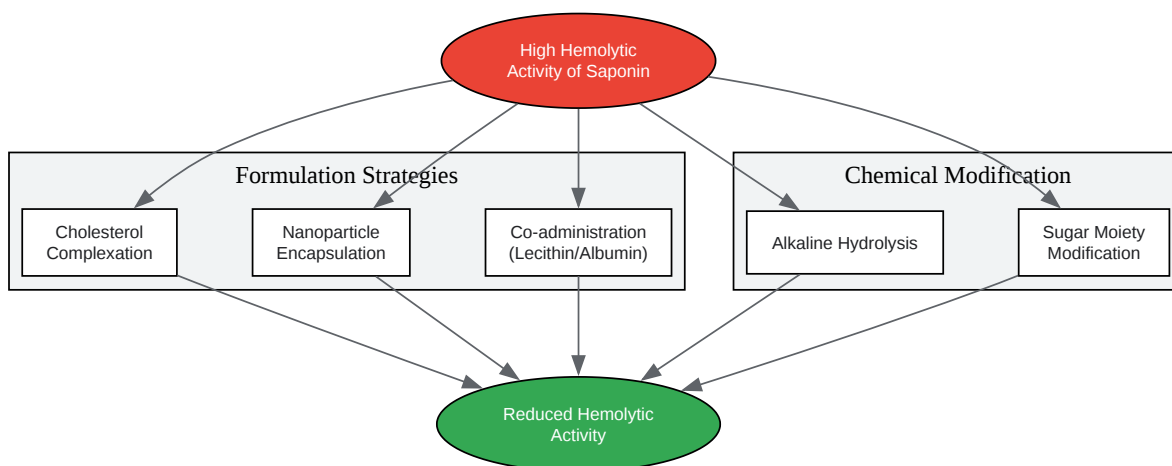 High Hemolytic
Activity of Saponin
Formulation Strategies
Chemical Modification
Cholesterol
Complexation
Nanoparticle
Encapsulation
Co-administration
(Lecithin/Albumin)
Alkaline Hydrolysis
Sugar Moiety
Modification
Reduced Hemolytic
Activity